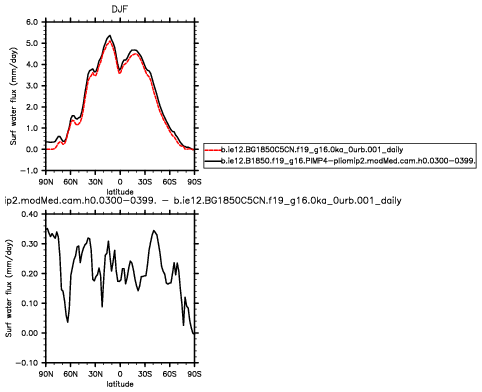 DJF
Surf water flux (mm/day)
6.0
5.0
4.0
3.0
2.0
1.0
0.0
-1.0
90N 60N 30N 0 30S 60S 90S
latitude
b.ie12.BG1850C5CN.f19_g16.0ka_0urb.001_daily
b.ie12.B1850.f19_g16.PlMP4-pliomip2.modMed.cam.h0.0300-0399.
ip2.modMed.cam.h0.0300-0399. - b.ie12.BG1850C5CN.f19_g16.0ka_0urb.001_daily
Surf water flux (mm/day)
0.40
0.30
0.20
0.10
0.00
-0.10
90N 60N 30N 0 30S 60S 90S
latitude